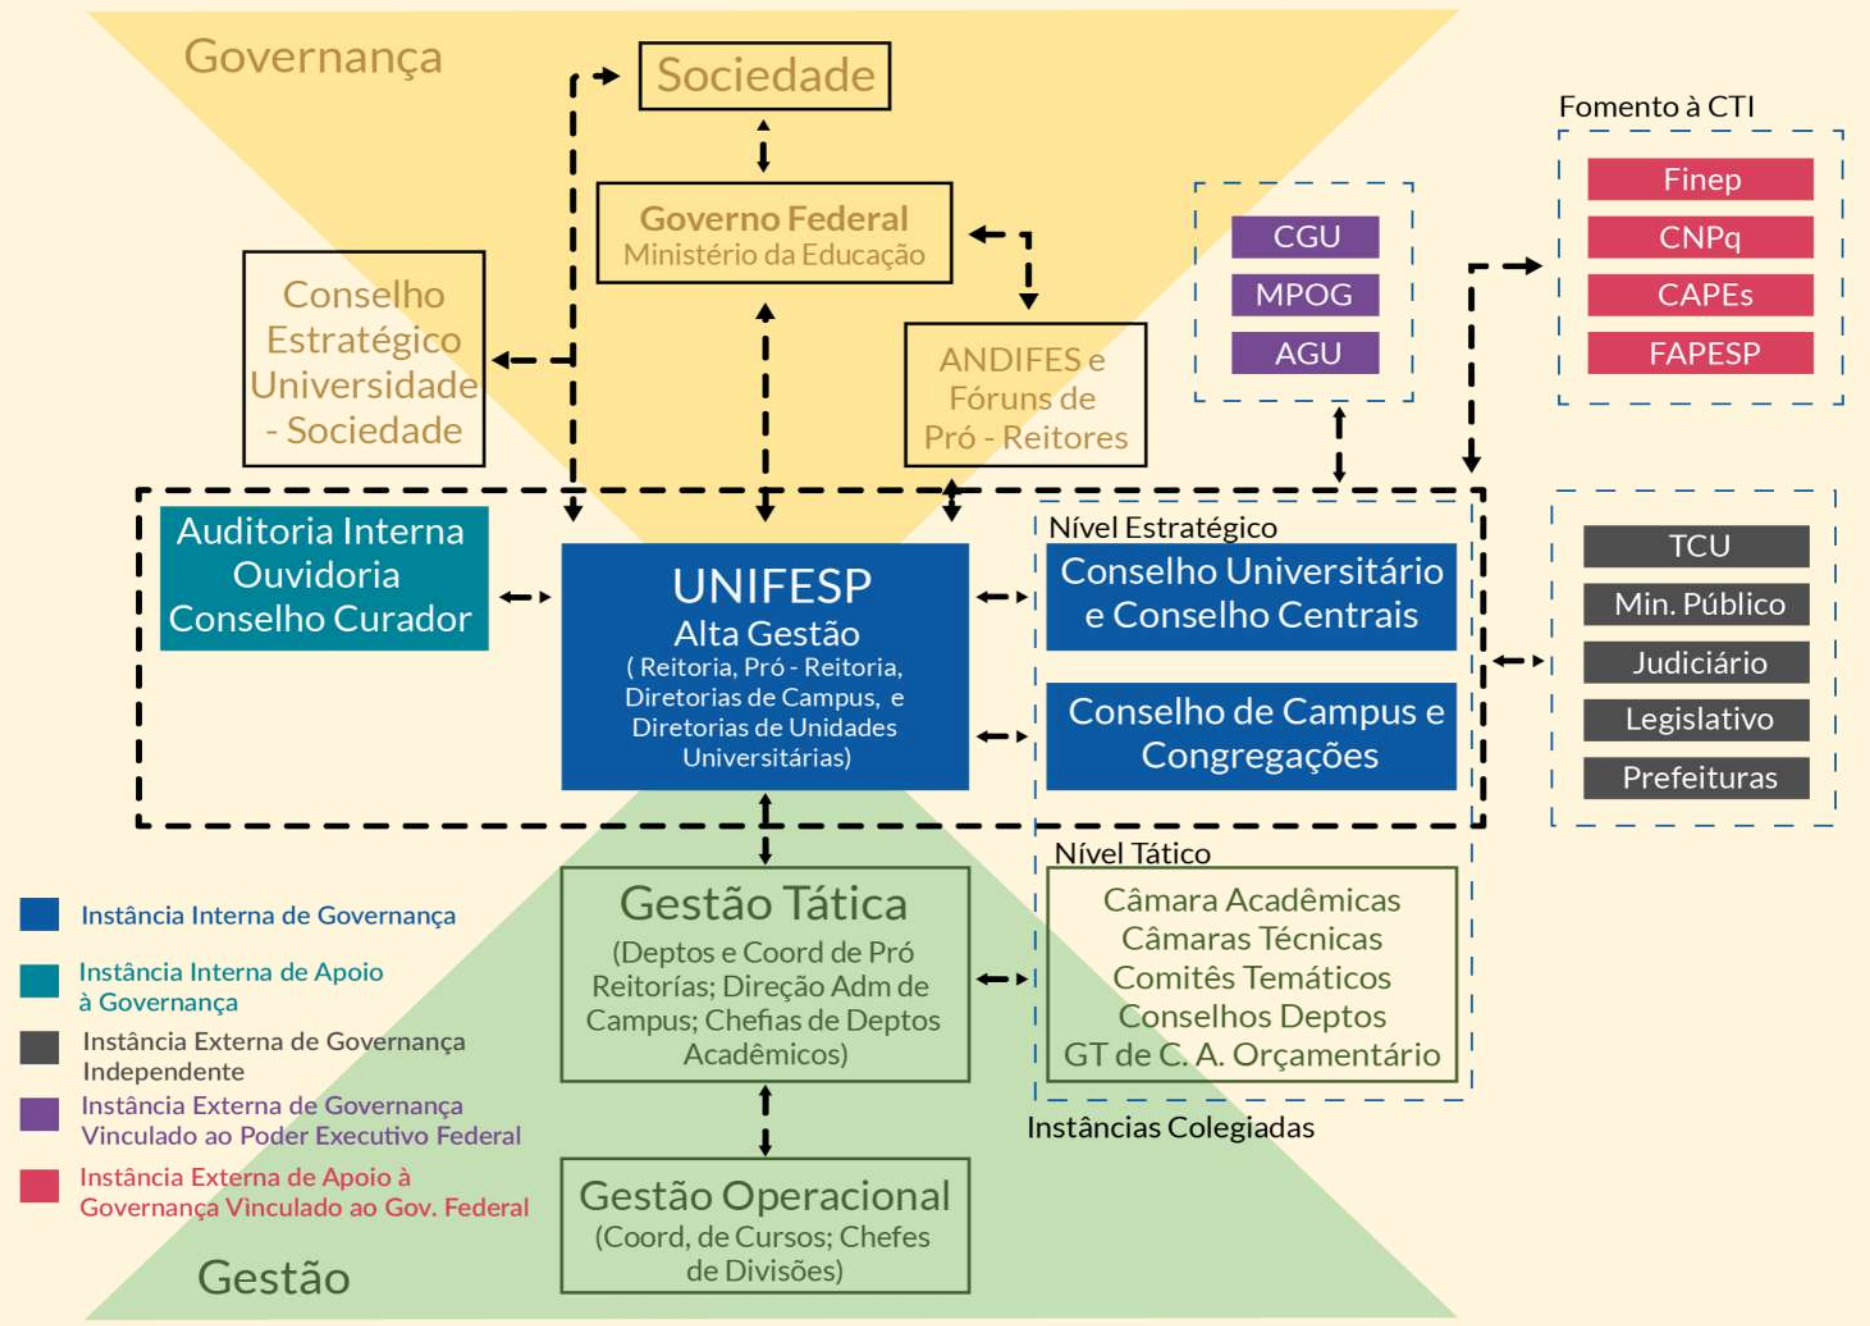 Governança
Sociedade
Governo Federal
Ministério da Educação
Conselho
Estratégico
Universidade
- Sociedade
ANDIFES e
Fóruns de
Pró - Reitores
CGU
MPOG
AGU
Fomento à CTI
Finep
CNPq
CAPEs
FAPESP
Auditoria Interna
Ouvidoria
Conselho Curador
UNIFESP
Alta Gestão
( Reitoria, Pró - Reitoria,
Diretorias de Campus, e
Diretorias de Unidades
Universitárias)
Nível Estratégico
Conselho Universitário
e Conselho Centrais
Conselho de Campus e
Congregações
TCU
Min. Público
Judiciário
Legislativo
Prefeituras
Gestão Tática
(Deptos e Coord de Pró
Reitorías; Direção Adm de
Campus; Chefias de Deptos
Acadêmicos)
Nível Tático
Câmara Acadêmicas
Câmaras Técnicas
Comitês Temáticos
Conselhos Deptos
GT de C. A. Orçamentário
Instâncias Colegiadas
Gestão Operacional
(Coord, de Cursos; Chefes
de Divisões)
Instância Interna de Governança
Instância Interna de Apoio
à Governança
Instância Externa de Governança
Independente
Instância Externa de Governança
Vinculado ao Poder Executivo Federal
Instância Externa de Apoio à
Governança Vinculado ao Gov. Federal
Gestão